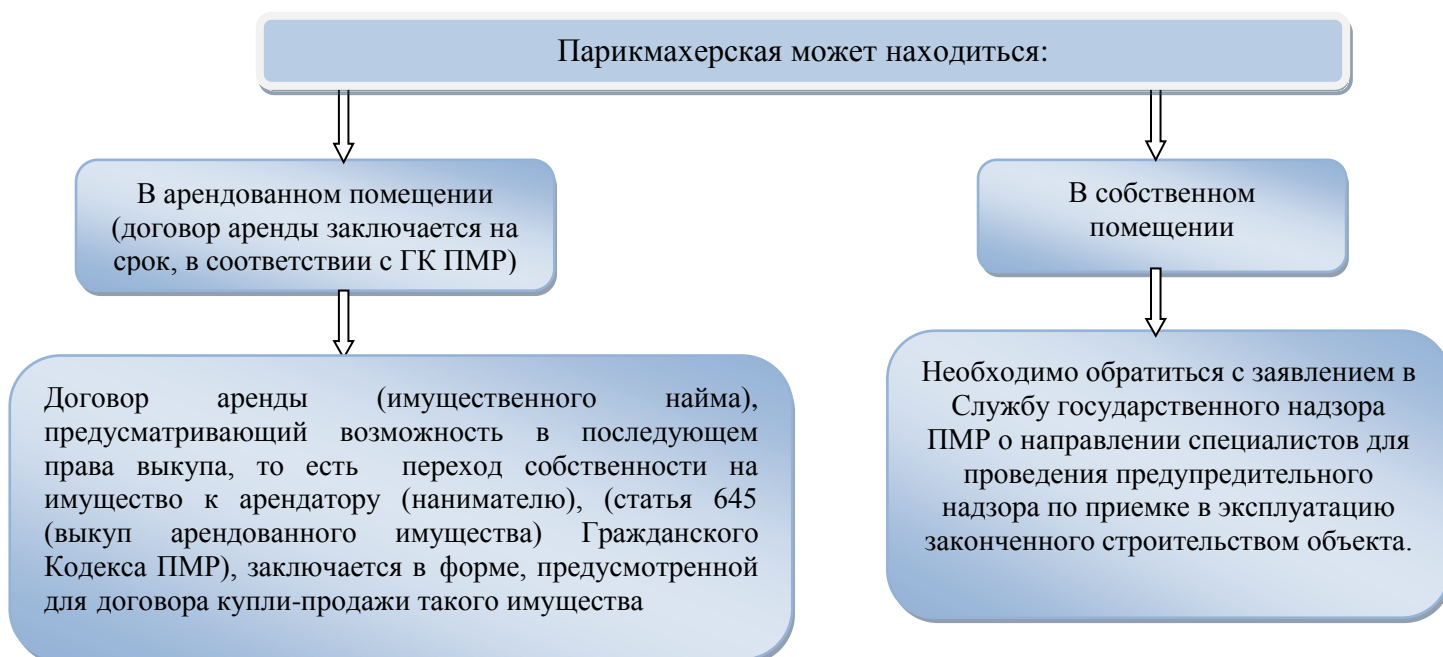 Парикмахерская может находиться:
В арендованном помещении
(договор аренды заключается на
срок, в соответствии с ГК ПМР)
Договор аренды (имущественного найма),
предусматривающий возможность в последующем
права выкупа, то есть переход собственности на
имущество к арендатору (нанимателю), (статья 645
(выкуп арендованного имущества) Гражданского
Кодекса ПМР), заключается в форме, предусмотренной
для договора купли-продажи такого имущества
В собственном
помещении
Необходимо обратиться с заявлением в
Службу государственного надзора
ПМР о направлении специалистов для
проведения предупредительного
надзора по приемке в эксплуатацию
законченного строительством объекта.